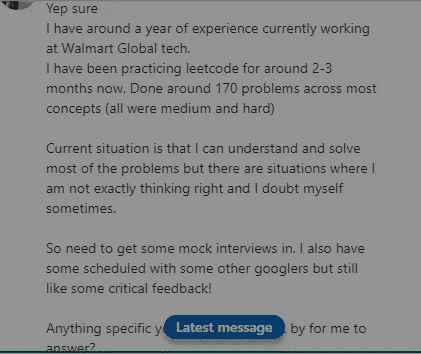 Yep sure
I have around a year of experience currently working
at Walmart Global tech.
I have been practicing leetcode for around 2-3
months now. Done around 170 problems across most
concepts (all were medium and hard)
Current situation is that I can understand and solve
most of the problems but there are situations where I
am not exactly thinking right and I doubt myself
sometimes.
So need to get some mock interviews in. I also have
some scheduled with some other googlers but still
like some critical feedback!
Anything specific Latest message by for me to
answer?